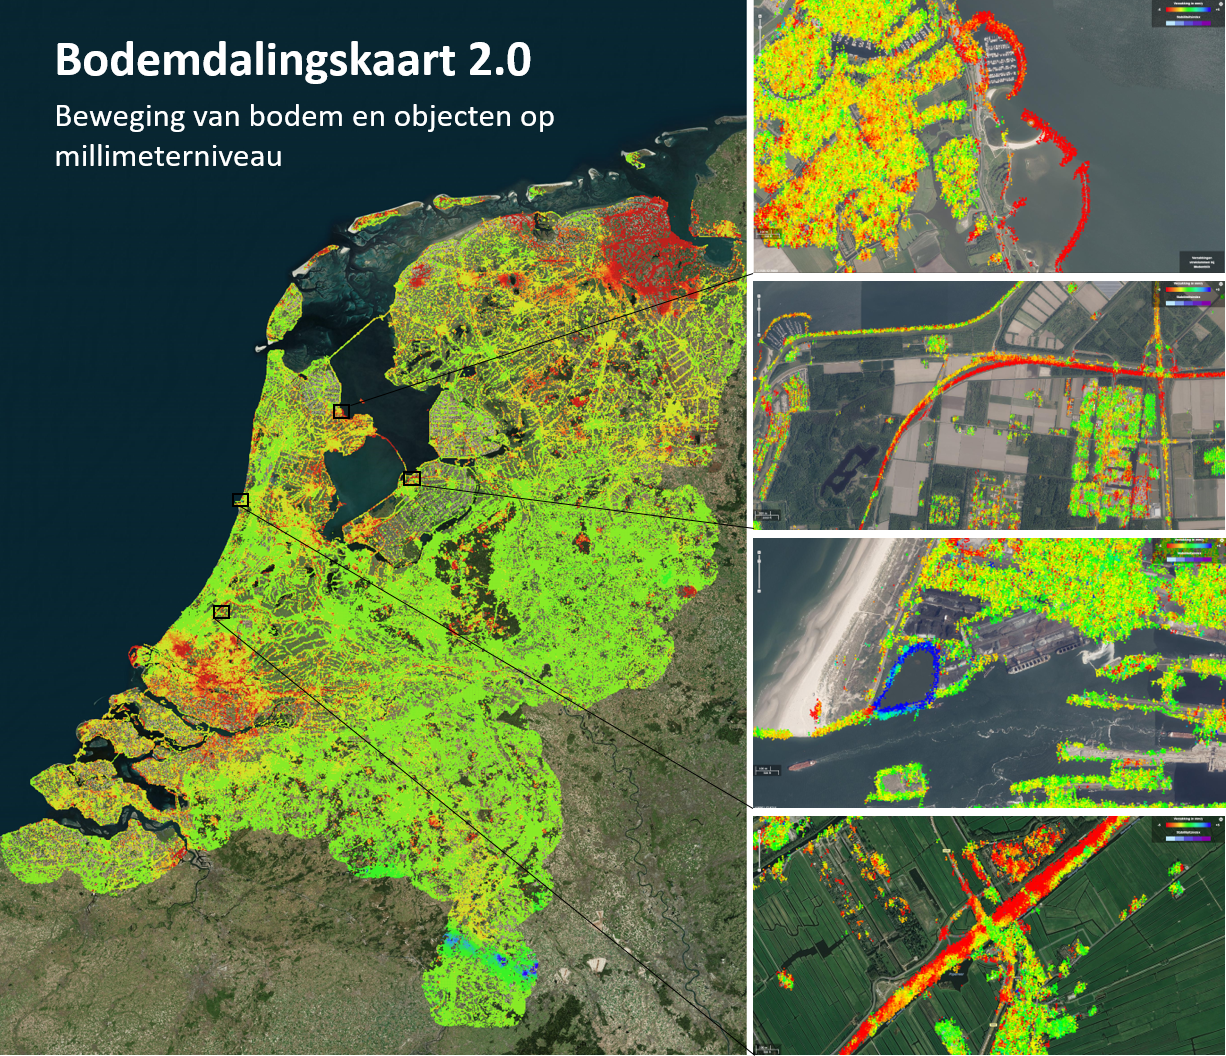 Bodemdalingskaart 2.0
Beweging van bodem en objecten op
millimeterniveau